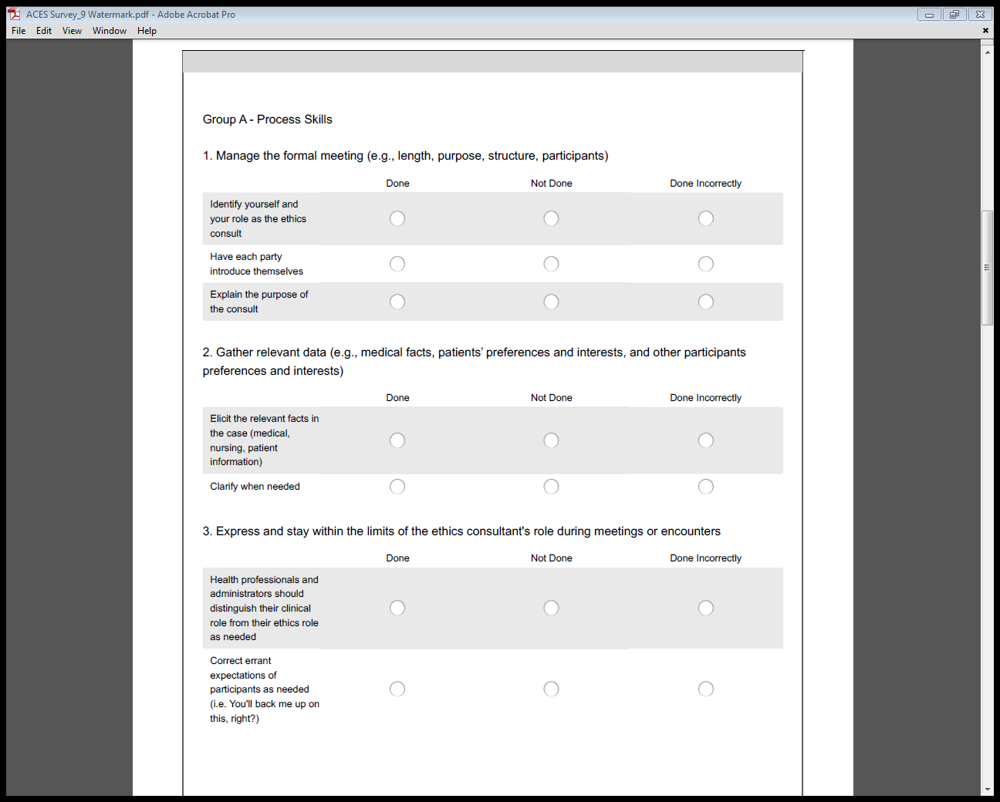 ACES Survey_9 Watermark.pdf - Adobe Acrobat Pro
File Edit View Window Help
Group A - Process Skills
1. Manage the formal meeting (e.g., length, purpose, structure, participants)
Done Not Done Done Incorrectly
Identify yourself and
your role as the ethics
consult
Have each party
introduce themselves
Explain the purpose of
the consult
2. Gather relevant data (e.g., medical facts, patients’ preferences and interests, and other participants
preferences and interests)
Done Not Done Done Incorrectly
Elicit the relevant facts in
the case (medical,
nursing, patient
information)
Clarify when needed
3. Express and stay within the limits of the ethics consultant's role during meetings or encounters
Done Not Done Done Incorrectly
Health professionals and
administrators should
distinguish their clinical
role from their ethics role
as needed
Correct errant
expectations of
participants as needed
(i.e. You'll back me up on
this, right?)